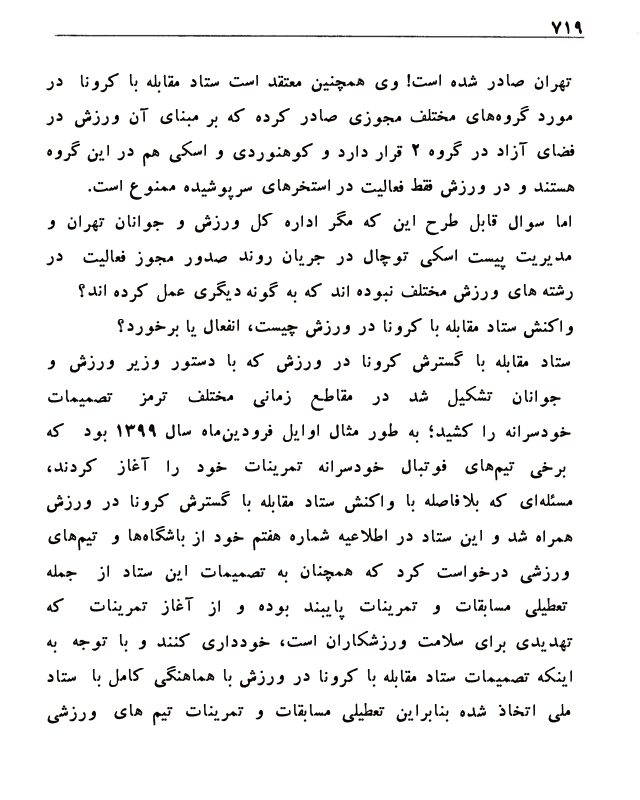 ۷۱۹
تهران صادر شده است! وی همچنین معتقد است ستاد مقابله با کرونا در
مورد گروه‌های مختلف مجوزی صادر کرده که بر مبنای آن ورزش در
فضای آزاد در گروه ۲ قرار دارد و کوهنوردی و اسکی هم در این گروه
هستند و در ورزش فقط فعالیت در استخرهای سرپوشیده ممنوع است.
اما سوال قابل طرح این که مگر اداره کل ورزش و جوانان تهران و
مدیریت پیست اسکی توچال در جریان روند صدور مجوز فعالیت در
رشته های ورزش مختلف نبوده اند که به گونه دیگری عمل کرده اند؟
واکنش ستاد مقابله با کرونا در ورزش چیست، انفعال یا برخورد؟
ستاد مقابله با گسترش کرونا در ورزش که با دستور وزیر ورزش و
جوانان تشکیل شد در مقاطع زمانی مختلف ترمز تصمیمات
خودسرانه را کشید؛ به طور مثال اوایل فرودین‌ماه سال ۱۳۹۹ بود که
برخی تیم‌های فوتبال خودسرانه تمرینات خود را آغاز کردند،
مسئله‌ای که بلافاصله با واکنش ستاد مقابله با گسترش کرونا در ورزش
همراه شد و این ستاد در اطلاعیه شماره هفتم خود از باشگاه‌ها و تیم‌های
ورزشی درخواست کرد که همچنان به تصمیمات این ستاد از جمله
تعطیلی مسابقات و تمرینات پایبند بوده و از آغاز تمرینات که
تهدیدی برای سلامت ورزشکاران است، خودداری کنند و با توجه به
اینکه تصمیمات ستاد مقابله با کرونا در ورزش با هماهنگی کامل با ستاد
ملی اتخاذ شده بنابراین تعطیلی مسابقات و تمرینات تیم های ورزشی